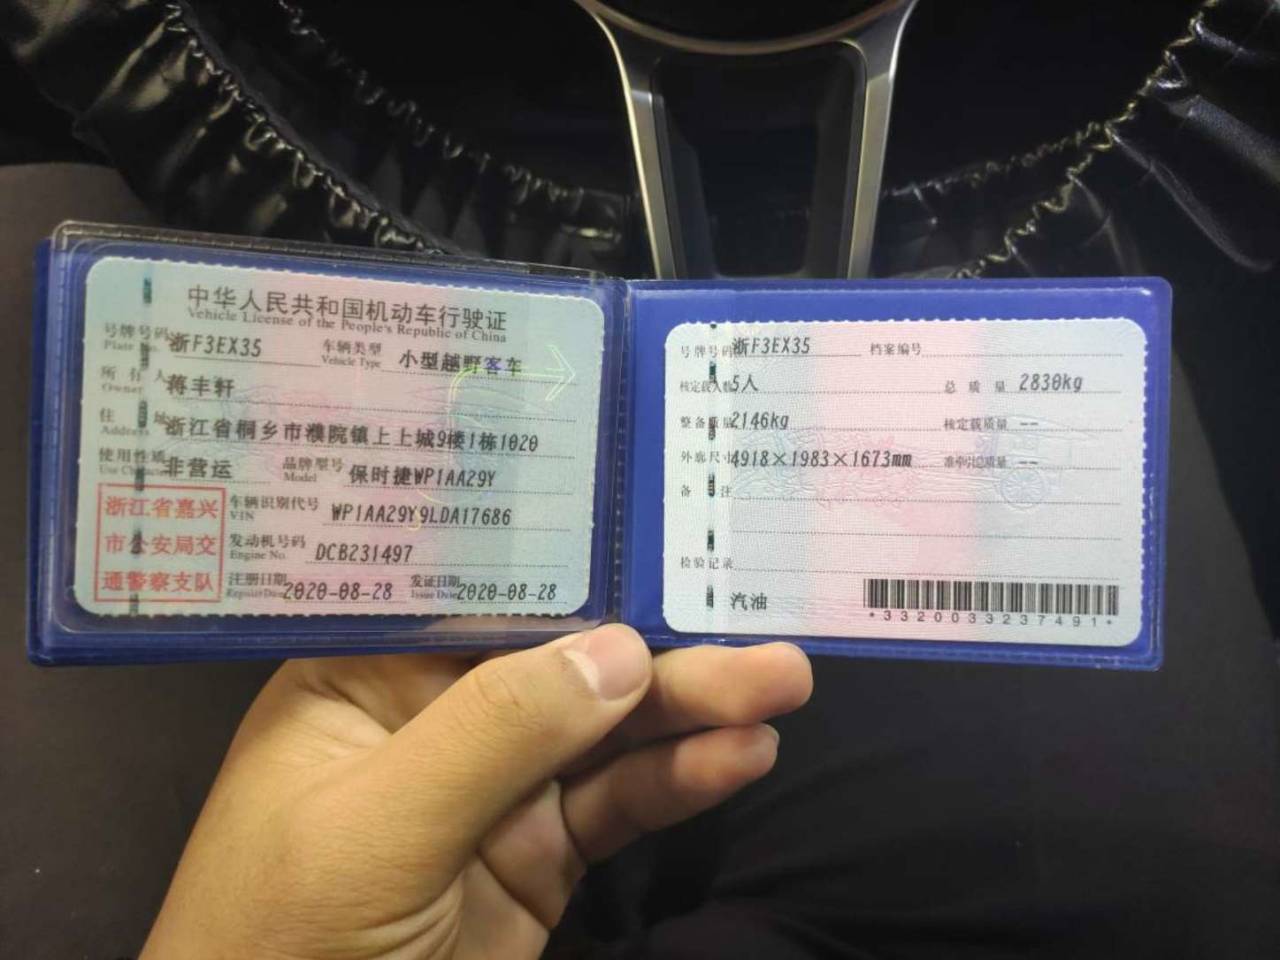 中华人民共和国机动车行驶证
Vehicle License of the People's Republic of China
号牌号码 浙F3EX35 车辆类型 小型越野客车
Plate No. Vehicle Type
所有人 蒋丰轩
Owner
住址 浙江省桐乡市濮院镇上上城9楼1栋1020
Address
使用性质 非营运 品牌型号 保时捷WP1AA29Y
Use Character Model
浙江省嘉兴
市公安局交
通警察支队
车辆识别代号 WP1AA29Y9LDA17686
VIN
发动机号码 DCB231497
Engine No.
注册日期 2020-08-28 发证日期 2020-08-28
Register Date Issue Date
号牌号码 浙F3EX35 档案编号
核定载人数 5人 总质量 2830kg
整备质量 2146kg 核定载质量 --
外廓尺寸 4918×1983×1673mm 准牵引总质量 --
备注
检验记录
汽油
*3320033237491*